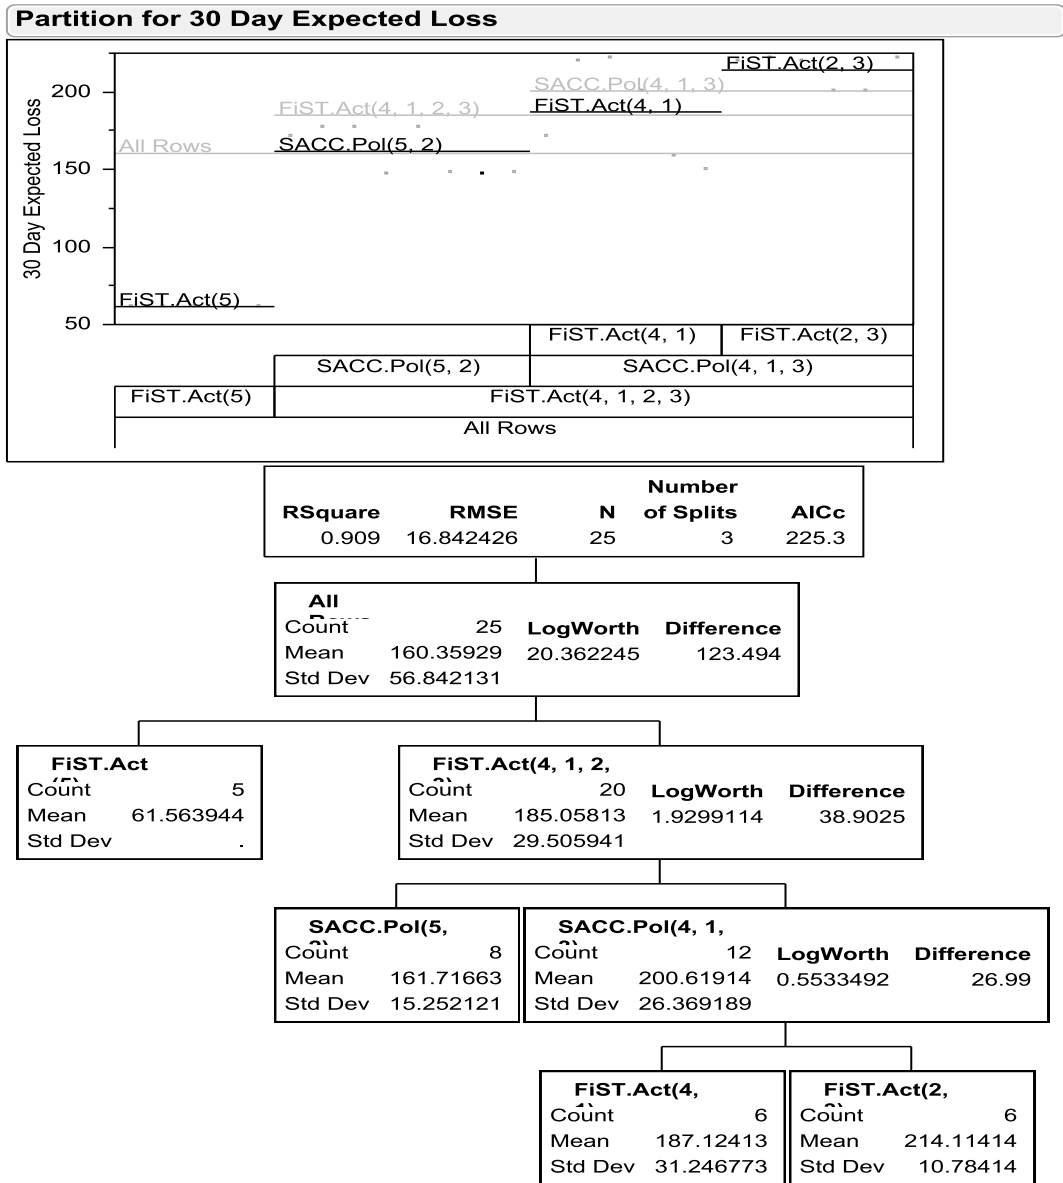 Partition for 30 Day Expected Loss
30 Day Expected Loss
200
150
100
50
All Rows
FiST.Act(5)
FiST.Act(4, 1, 2, 3)
SACC.Pol(5, 2)
SACC.Pol(4, 1, 3)
FiST.Act(4, 1)
FiST.Act(2, 3)
FiST.Act(4, 1) FiST.Act(2, 3)
SACC.Pol(5, 2) SACC.Pol(4, 1, 3)
FiST.Act(5) FiST.Act(4, 1, 2, 3)
All Rows
Number
RSquare RMSE N of Splits AICc
0.909 16.842426 25 3 225.3
All
Count 25 LogWorth Difference
Mean 160.35929 20.362245 123.494
Std Dev 56.842131
FiST.Act
Count 5
Mean 61.563944
Std Dev .
FiST.Act(4, 1, 2,
Count 20 LogWorth Difference
Mean 185.05813 1.9299114 38.9025
Std Dev 29.505941
SACC.Pol(5,
Count 8
Mean 161.71663
Std Dev 15.252121
SACC.Pol(4, 1,
Count 12 LogWorth Difference
Mean 200.61914 0.5533492 26.99
Std Dev 26.369189
FiST.Act(4,
Count 6
Mean 187.12413
Std Dev 31.246773
FiST.Act(2,
Count 6
Mean 214.11414
Std Dev 10.78414